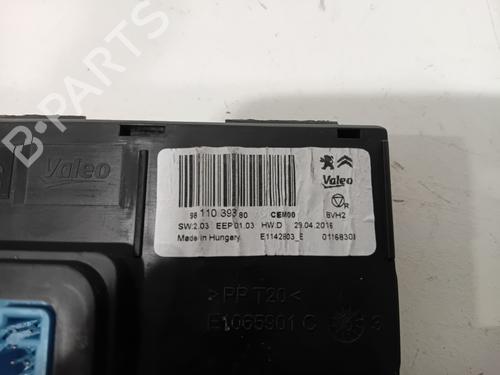 B-PARTS
Valeo
Valeo
98 110 393 80 CEM00 BVH2
SW:2.03 EEP:01.03 HW:D 29.04.2016
Made in Hungary E1142803_E 01168308
>PP T20<
E1065901 C 3